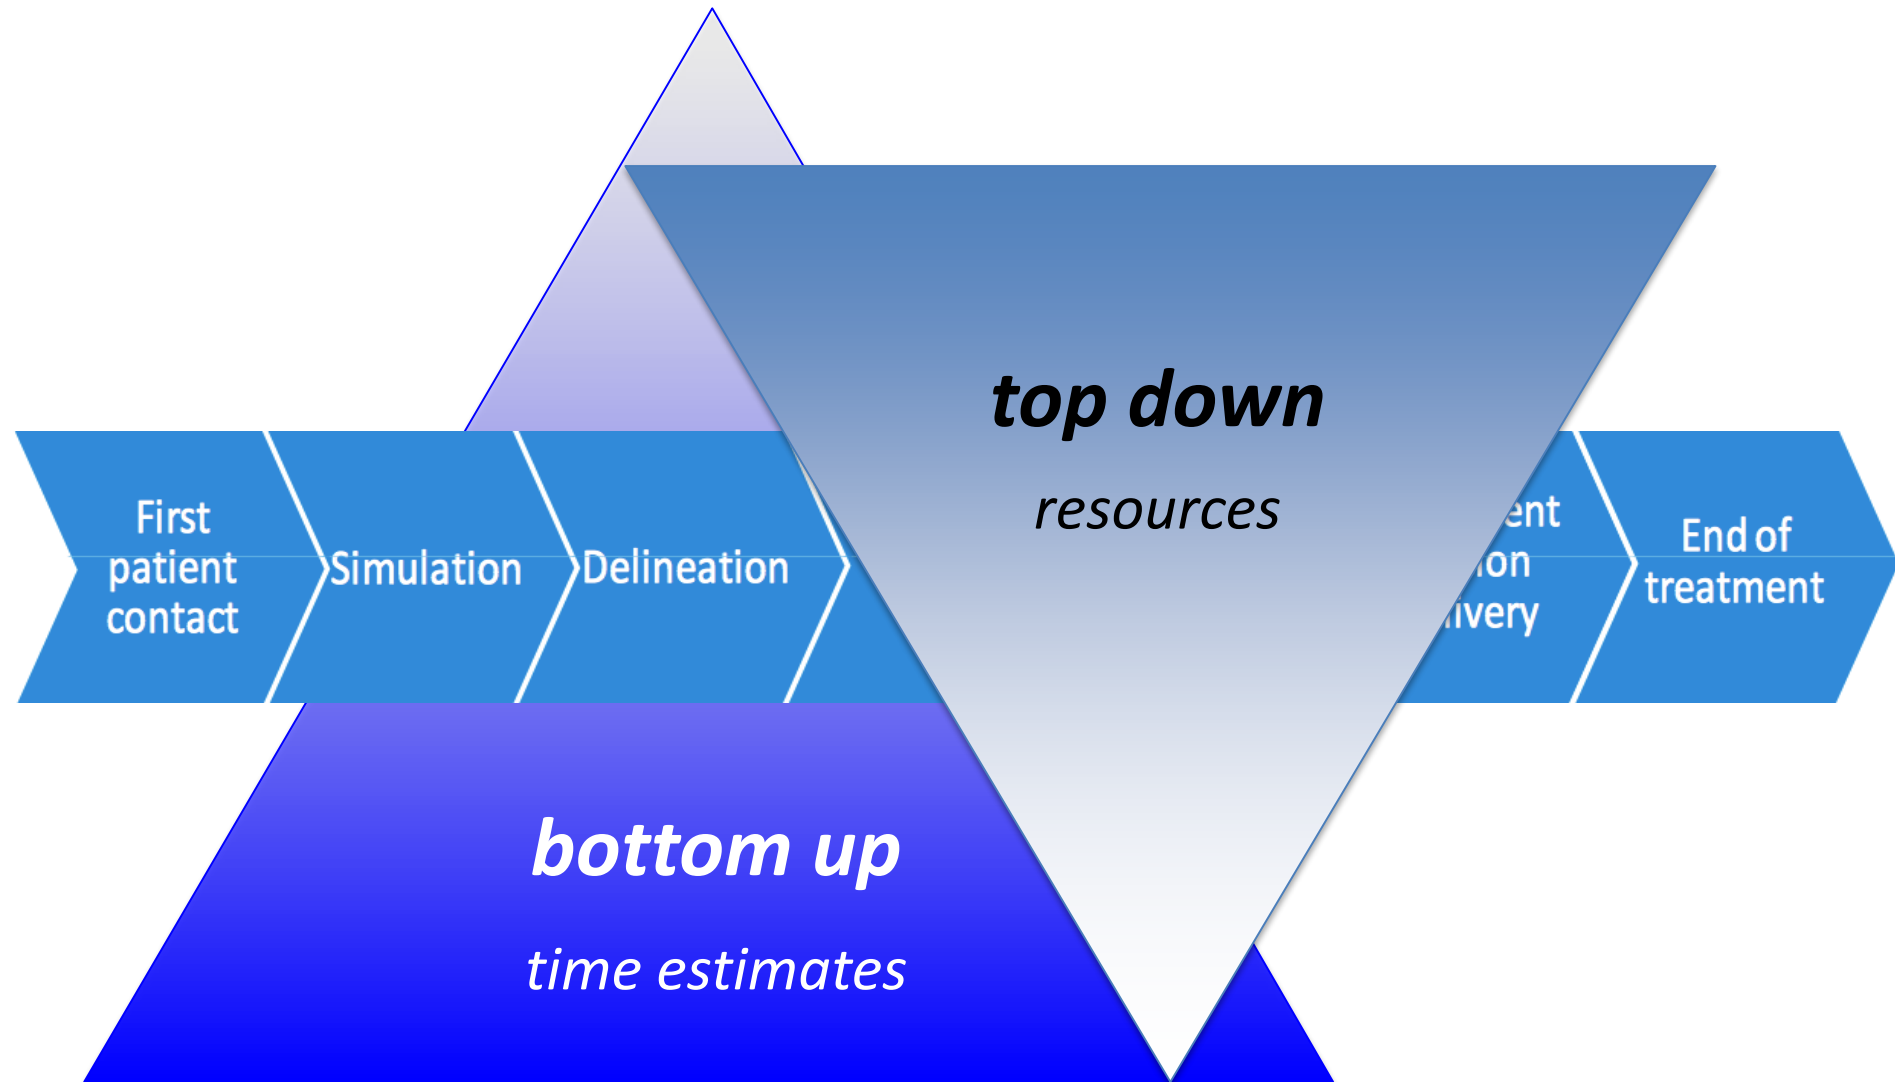 top down
resources
First
patient
contact
Simulation
Delineation
End of
treatment
bottom up
time estimates